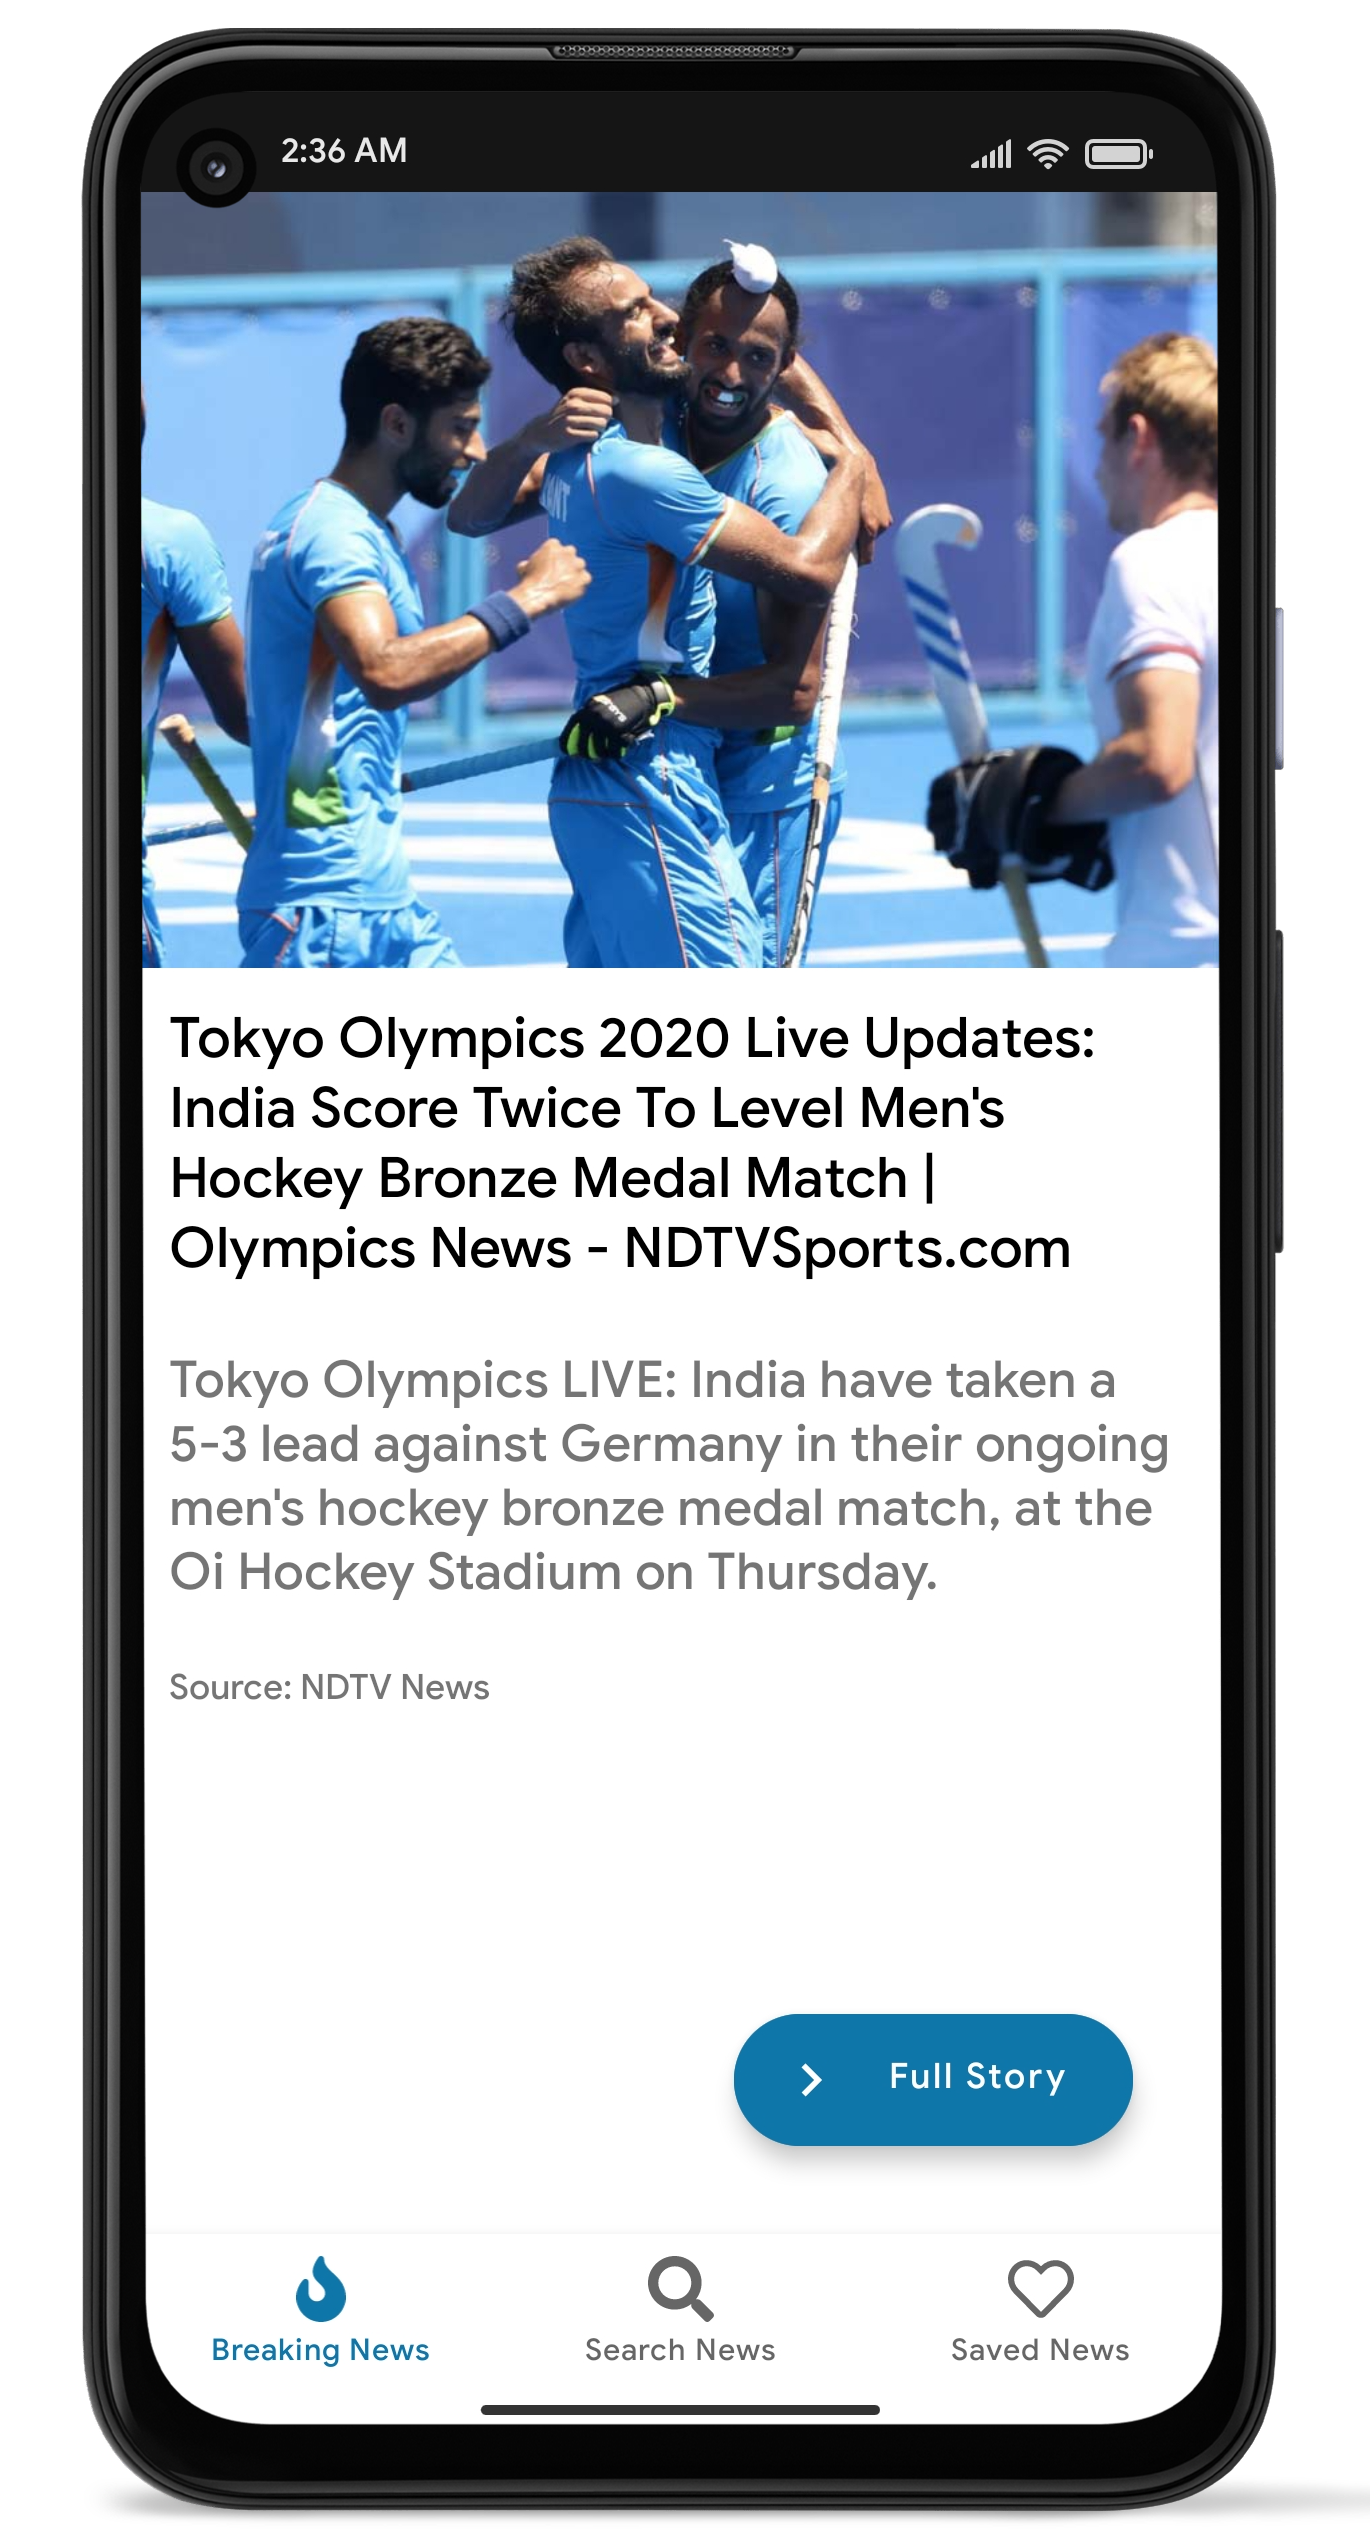 2:36 AM
Tokyo Olympics 2020 Live Updates:
India Score Twice To Level Men's
Hockey Bronze Medal Match |
Olympics News - NDTVSports.com
Tokyo Olympics LIVE: India have taken a
5-3 lead against Germany in their ongoing
men's hockey bronze medal match, at the
Oi Hockey Stadium on Thursday.
Source: NDTV News
Full Story
Breaking News
Search News
Saved News